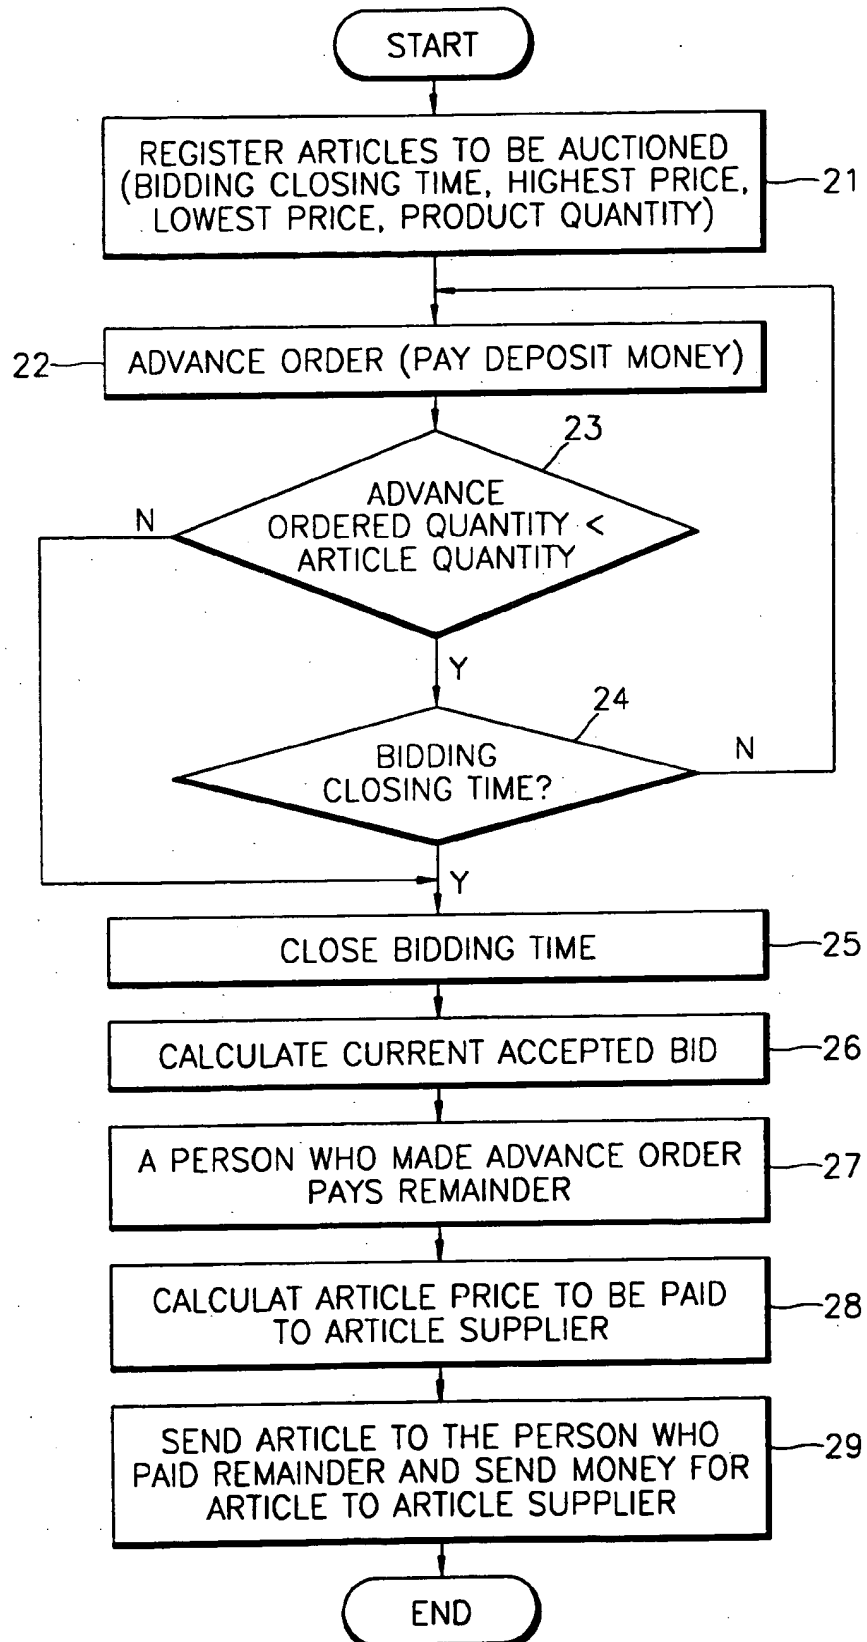 START
REGISTER ARTICLES TO BE AUCTIONED
(BIDDING CLOSING TIME, HIGHEST PRICE,
LOWEST PRICE, PRODUCT QUANTITY)
21
22
ADVANCE ORDER (PAY DEPOSIT MONEY)
23
ADVANCE
ORDERED QUANTITY <
ARTICLE QUANTITY
N
Y
24
BIDDING
CLOSING TIME?
N
Y
CLOSE BIDDING TIME
25
CALCULATE CURRENT ACCEPTED BID
26
A PERSON WHO MADE ADVANCE ORDER
PAYS REMAINDER
27
CALCULAT ARTICLE PRICE TO BE PAID
TO ARTICLE SUPPLIER
28
SEND ARTICLE TO THE PERSON WHO
PAID REMAINDER AND SEND MONEY FOR
ARTICLE TO ARTICLE SUPPLIER
29
END